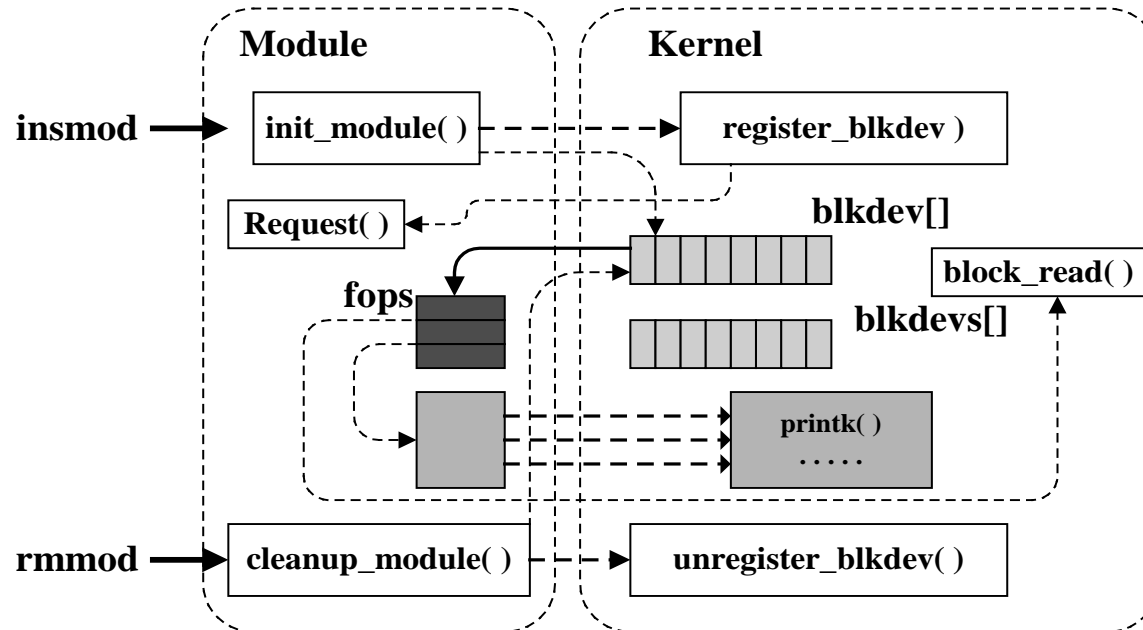 Module
Kernel
insmod
init_module( )
register_blkdev )
Request( )
blkdev[]
block_read( )
fops
blkdevs[]
printk( )
. . . . .
rmmod
cleanup_module( )
unregister_blkdev( )